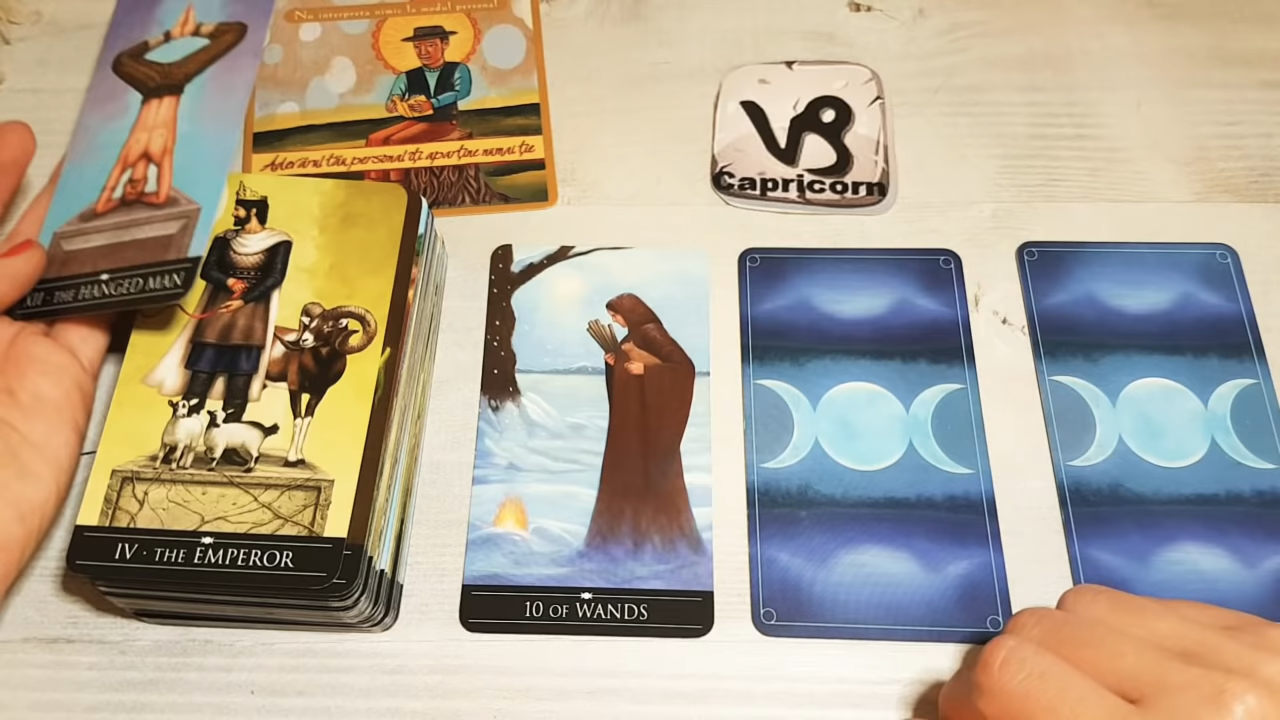 Nu interpreta nimic la modul personal
Adevărul tău personal îți aparține numai ție
Capricorn
XII · THE HANGED MAN
IV · THE EMPEROR
10 OF WANDS